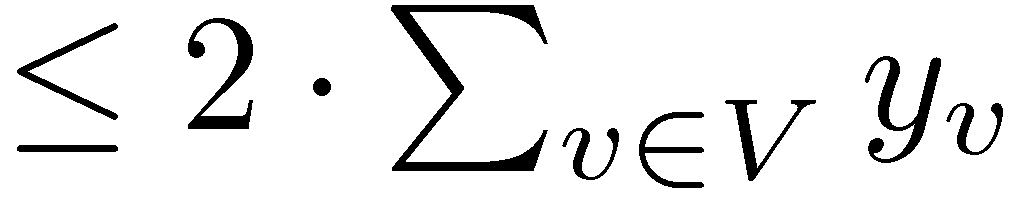 ≤ 2 · ∑_{v∈V} y_v